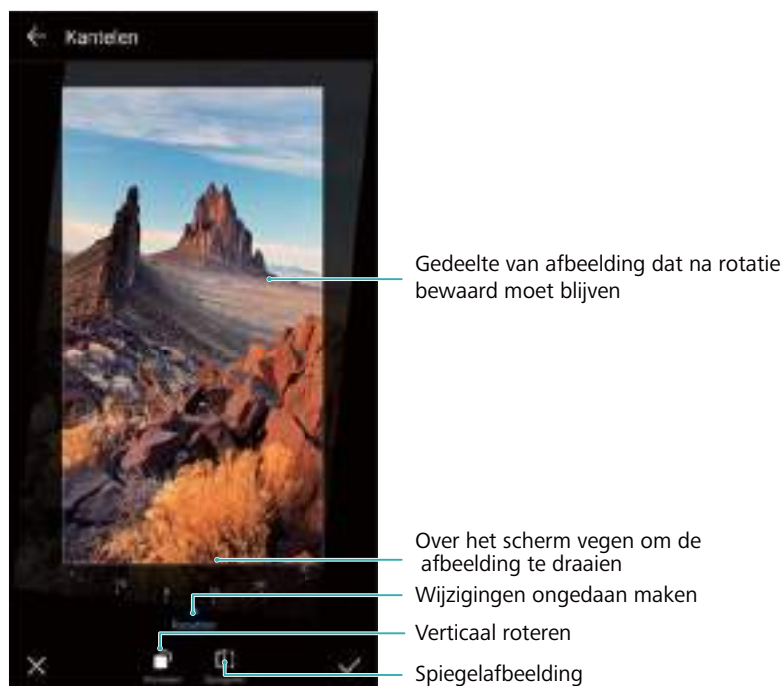 Kantelen
Gedeelte van afbeelding dat na rotatie
bewaard moet blijven
Over het scherm vegen om de
afbeelding te draaien
Wijzigingen ongedaan maken
Verticaal roteren
Spiegelafbeelding